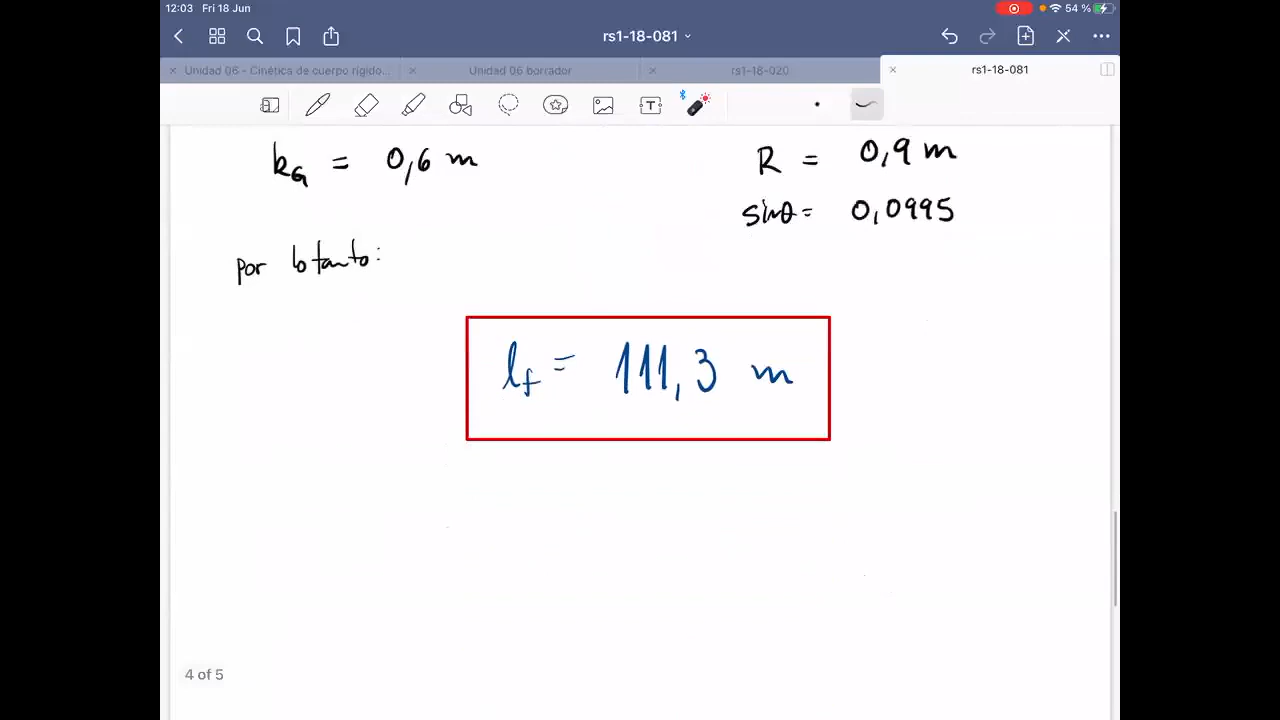 12:03 Fri 18 Jun 54 %
rs1-18-081
Unidad 06 - Cinética de cuerpo rígido... Unidad 06 borrador rs1-18-020 rs1-18-081
kG = 0,6 m R = 0,9 m
sinθ = 0,0995
por lo tanto:
lf = 111,3 m
4 of 5